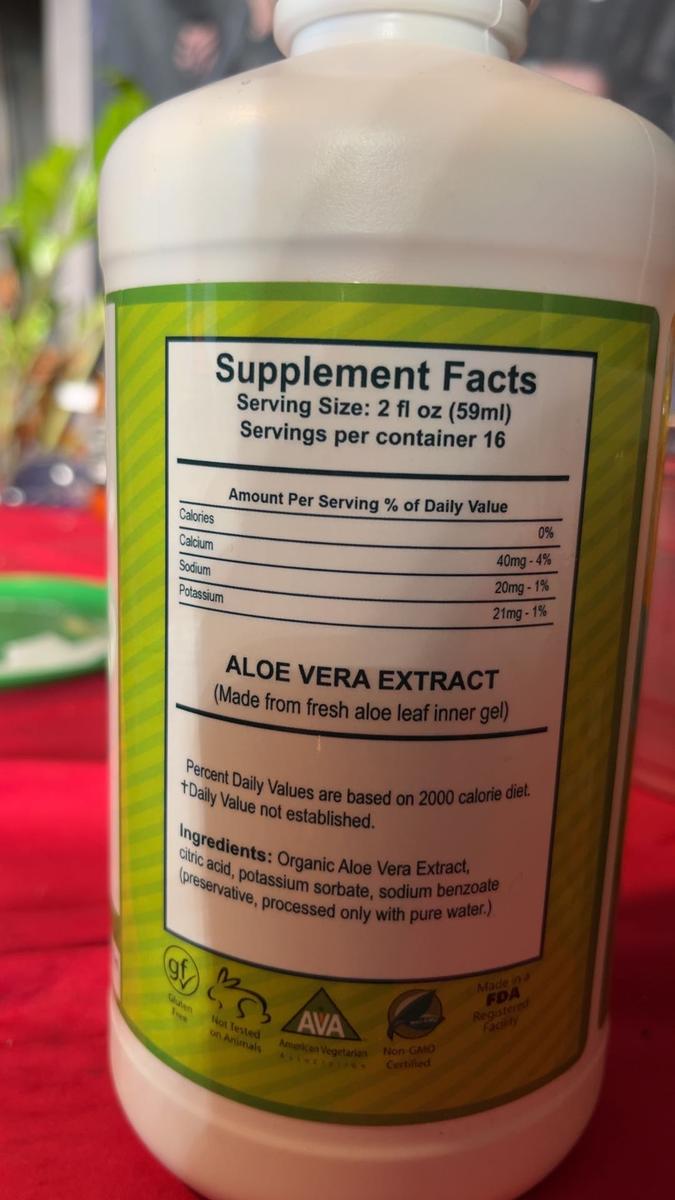 Supplement Facts
Serving Size: 2 fl oz (59ml)
Servings per container 16
Amount Per Serving % of Daily Value
Calories 0%
Calcium 40mg - 4%
Sodium 20mg - 1%
Potassium 21mg - 1%
ALOE VERA EXTRACT
(Made from fresh aloe leaf inner gel)
Percent Daily Values are based on 2000 calorie diet.
†Daily Value not established.
Ingredients: Organic Aloe Vera Extract,
citric acid, potassium sorbate, sodium benzoate
(preservative, processed only with pure water.)
gf
Gluten
Free
Not Tested
on Animals
AVA
American Vegetarian
Association
Non-GMO
Certified
Made in a
FDA
Registered
Facility